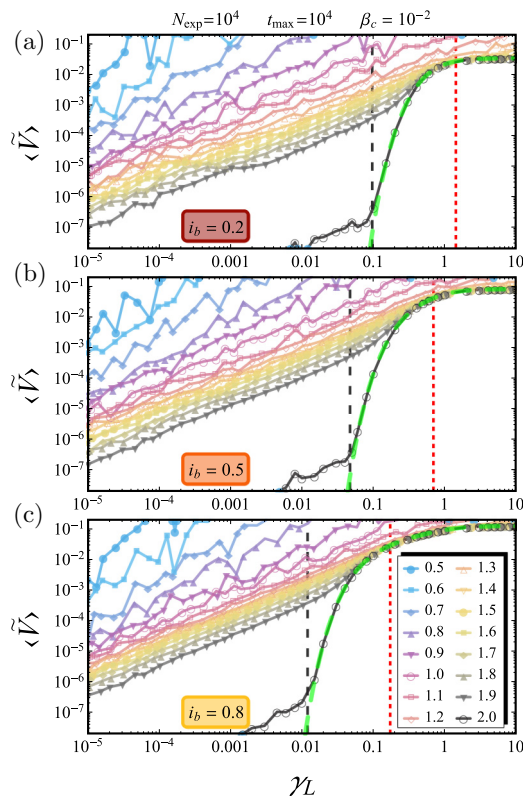 N_exp=10^4 t_max=10^4 β_c = 10^-2
(a)
10^-1
10^-2
10^-3
10^-4
10^-5
10^-6
10^-7
⟨Ṽ⟩
i_b = 0.2
10^-5 10^-4 0.001 0.01 0.1 1 10
(b)
10^-1
10^-2
10^-3
10^-4
10^-5
10^-6
10^-7
⟨Ṽ⟩
i_b = 0.5
10^-5 10^-4 0.001 0.01 0.1 1 10
(c)
10^-1
10^-2
10^-3
10^-4
10^-5
10^-6
10^-7
⟨Ṽ⟩
i_b = 0.8
0.5 1.3
0.6 1.4
0.7 1.5
0.8 1.6
0.9 1.7
1.0 1.8
1.1 1.9
1.2 2.0
10^-5 10^-4 0.001 0.01 0.1 1 10
γ_L